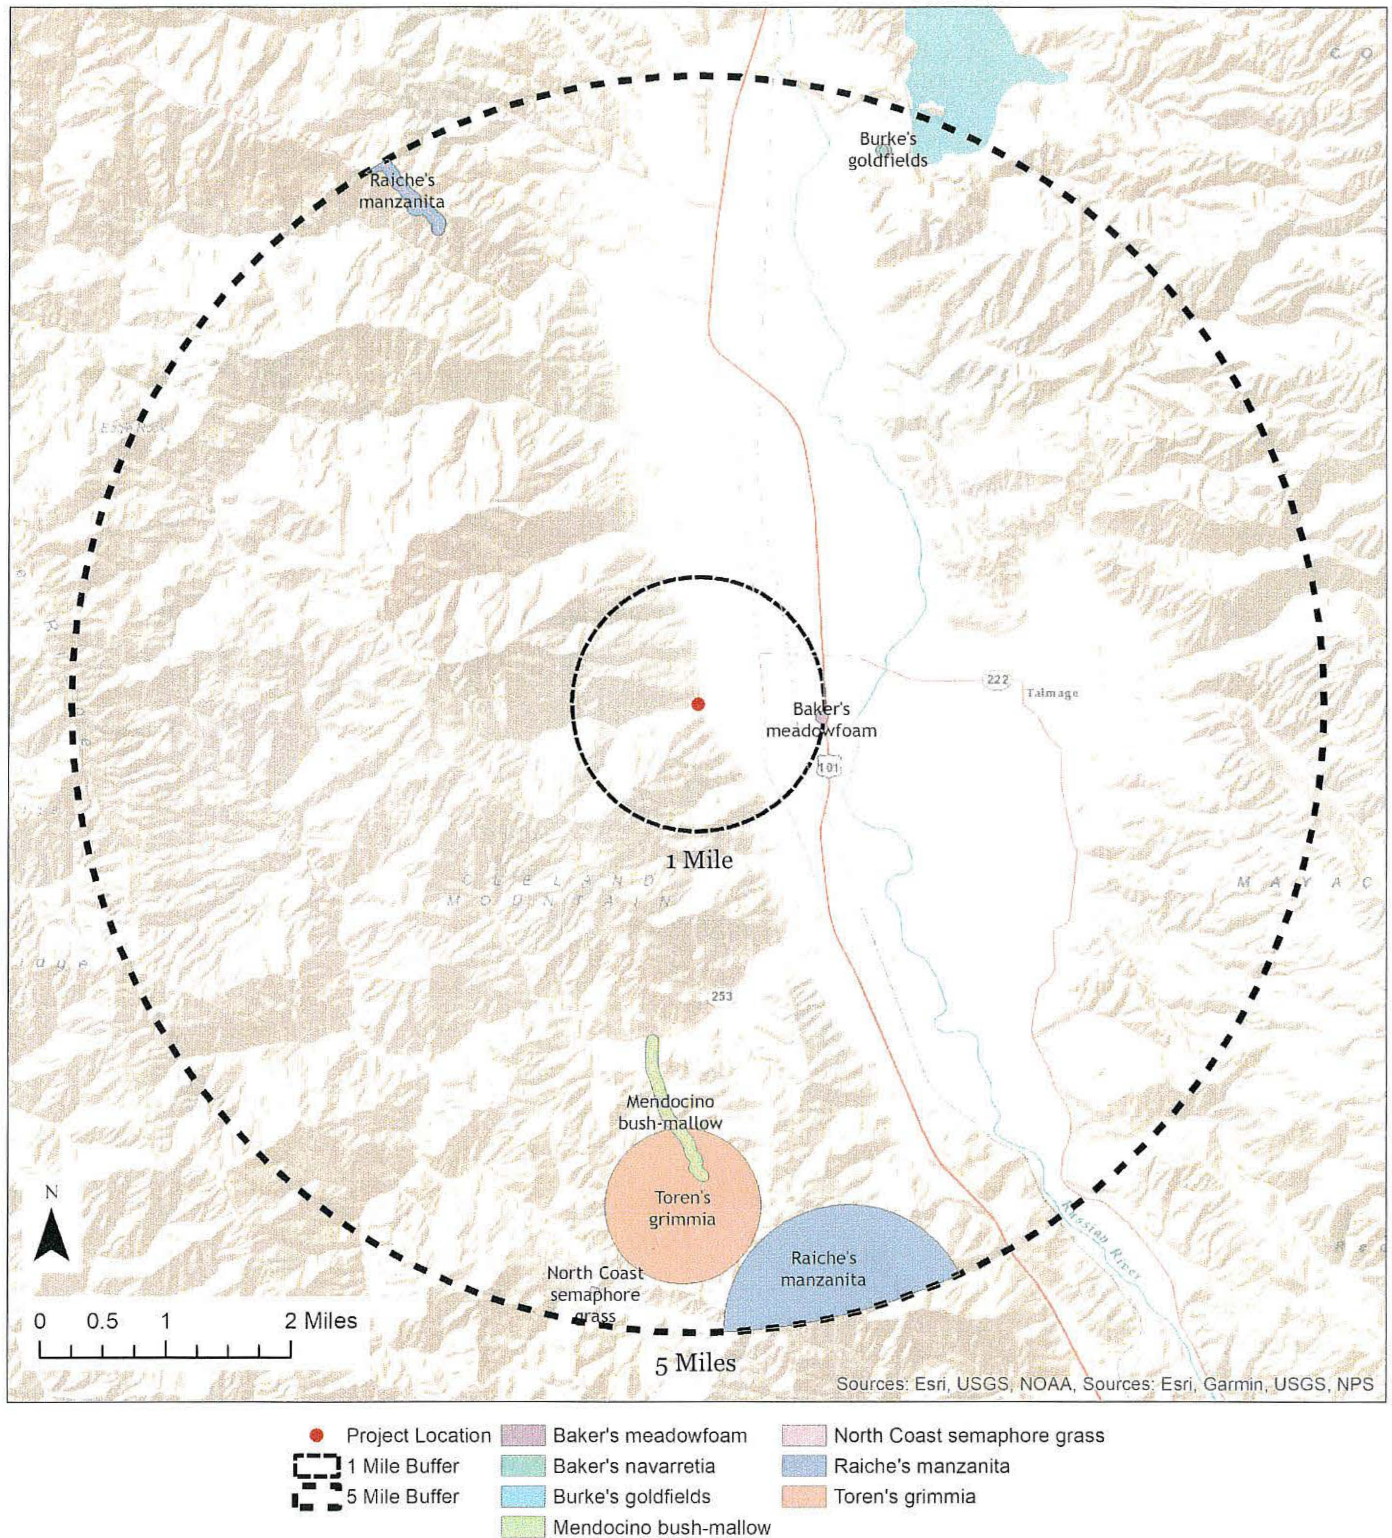 C O
Burke's
goldfields
Raiche's
manzanita
222
Talmage
Baker's
meadowfoam
101
1 Mile
C L E L A N D
M O U N T A I N
M A Y A C
253
Mendocino
bush-mallow
Toren's
grimmia
Raiche's
manzanita
Russian River
North Coast
semaphore
grass
N
0 0.5 1 2 Miles
5 Miles
Sources: Esri, USGS, NOAA, Sources: Esri, Garmin, USGS, NPS
Project Location
1 Mile Buffer
5 Mile Buffer
Baker's meadowfoam
Baker's navarretia
Burke's goldfields
Mendocino bush-mallow
North Coast semaphore grass
Raiche's manzanita
Toren's grimmia